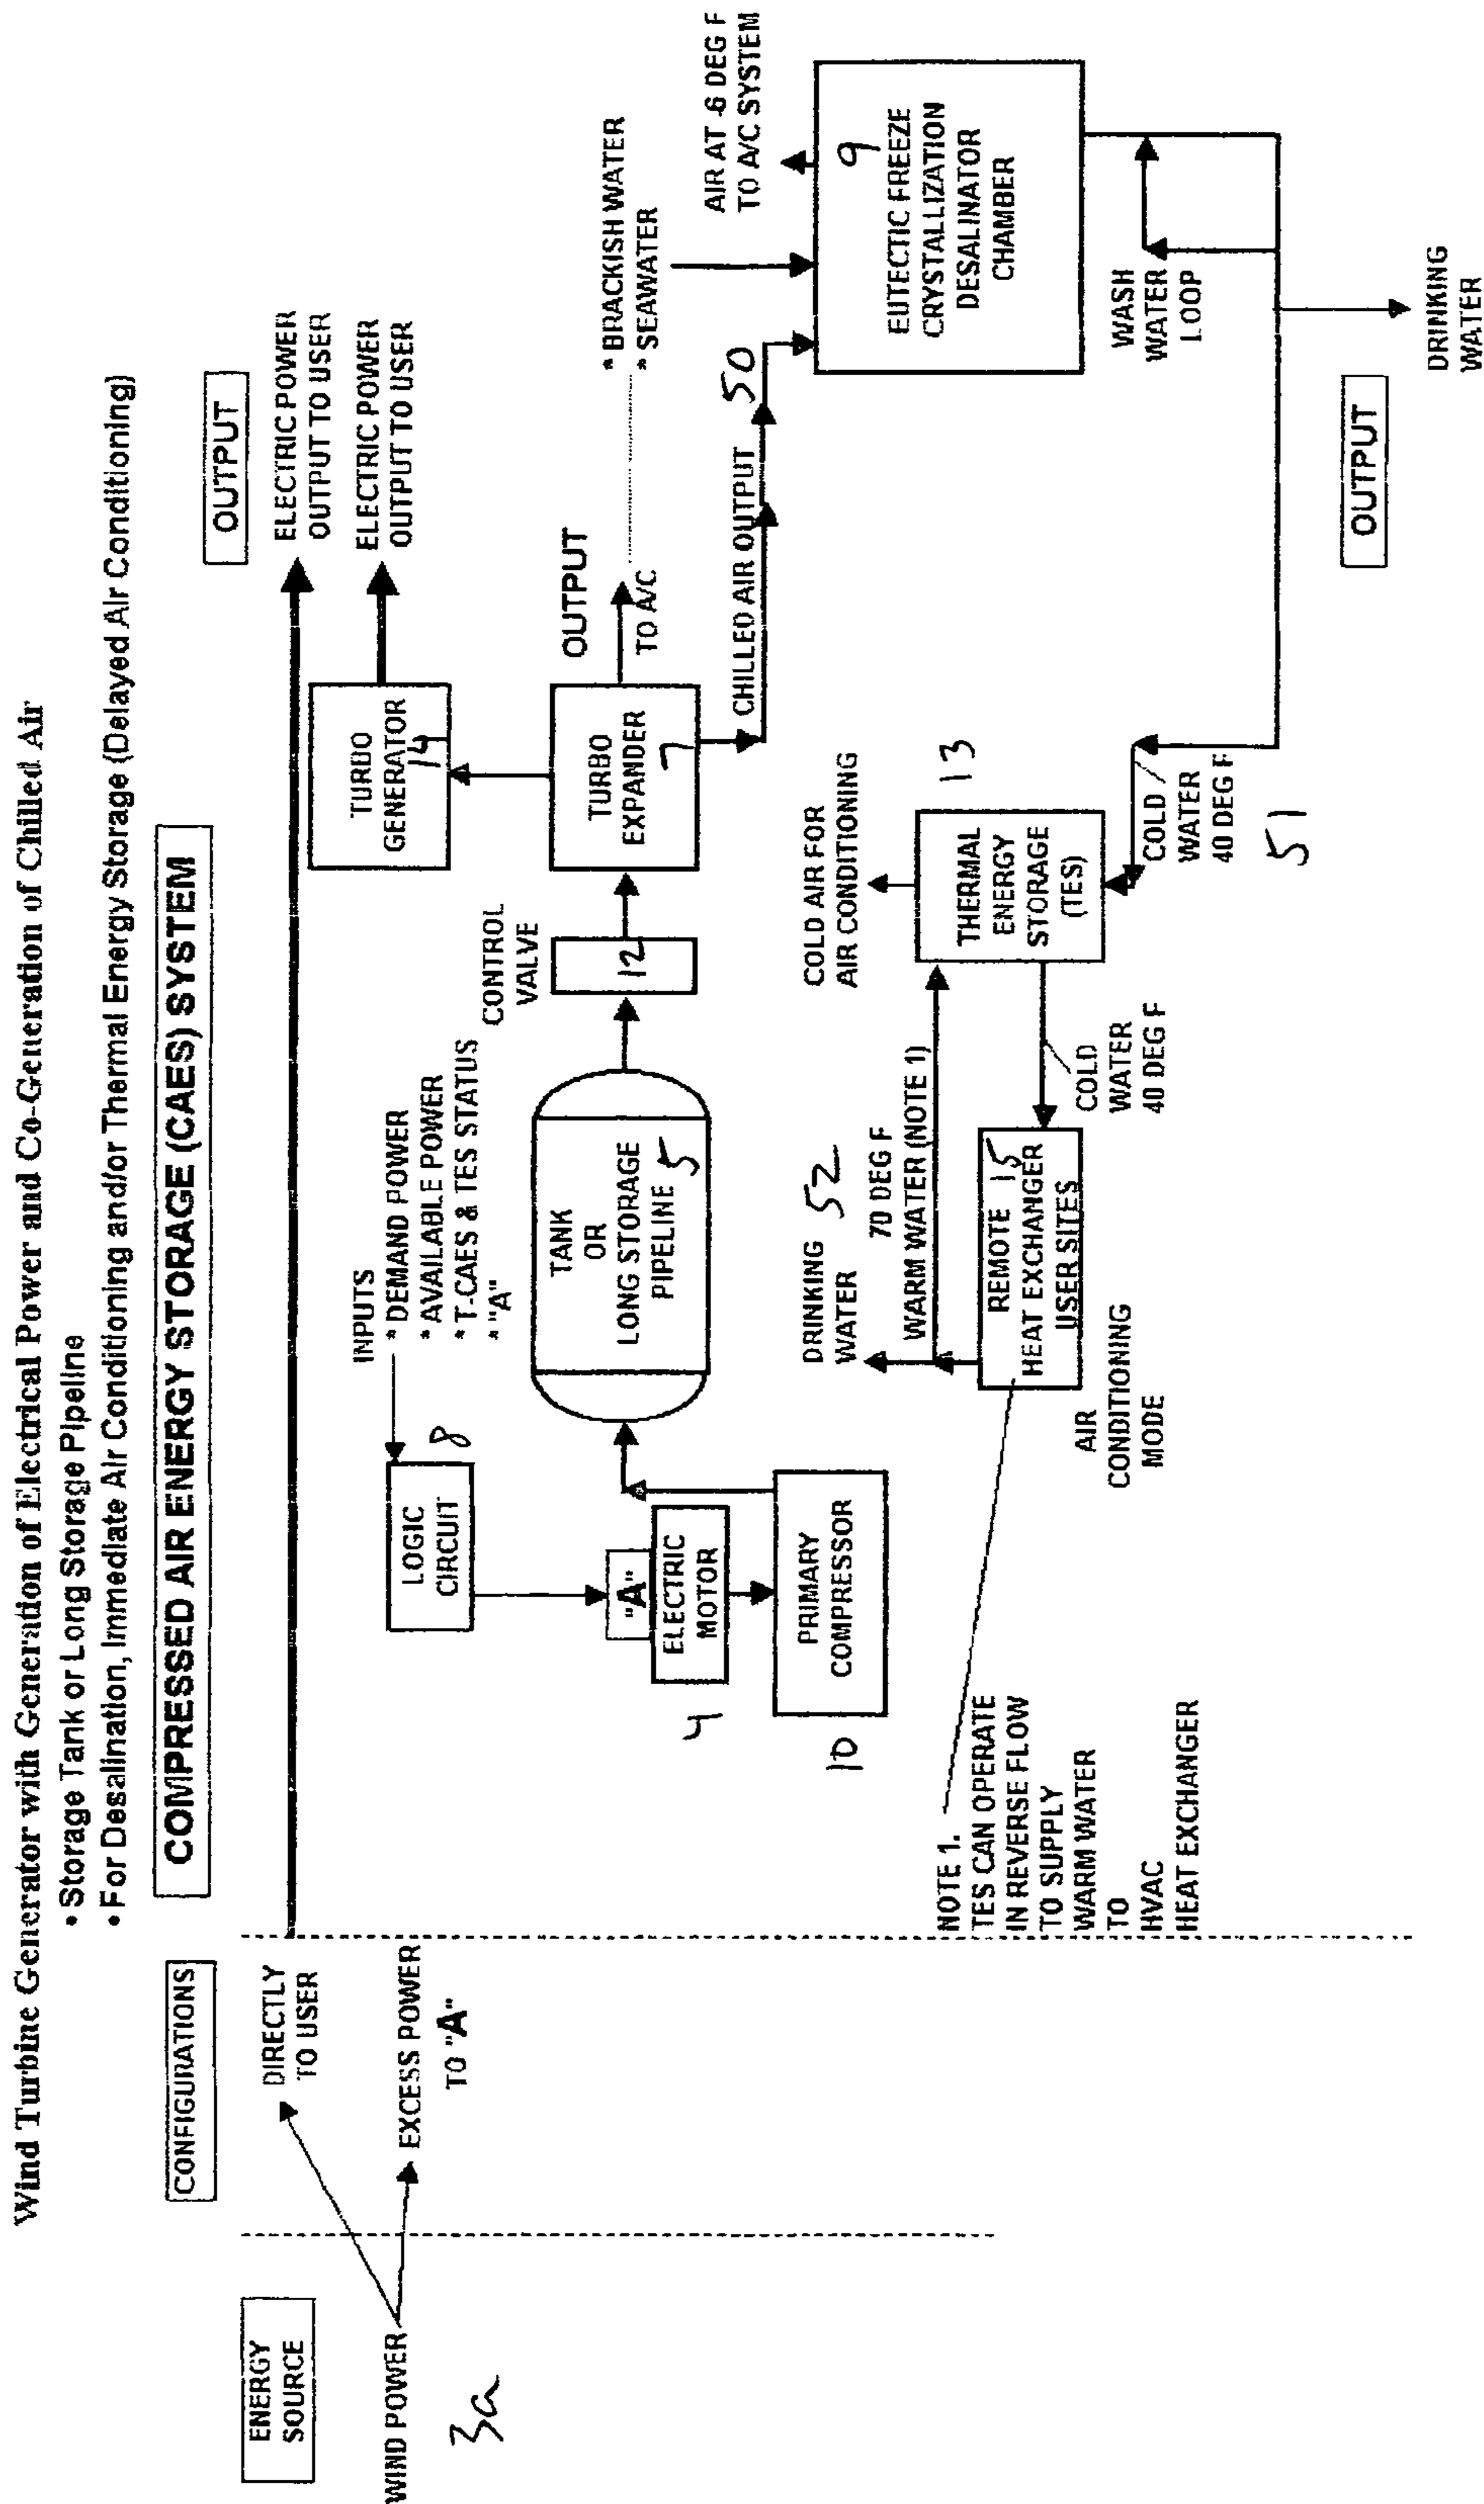 Wind Turbine Generator with Generation of Electrical Power and Co-Generation of Chilled Air
• Storage Tank or Long Storage Pipeline
• For Desalination, Immediate Air Conditioning and/or Thermal Energy Storage (Delayed Air Conditioning)
COMPRESSED AIR ENERGY STORAGE (CAES) SYSTEM
ENERGY
SOURCE
CONFIGURATIONS
OUTPUT
WIND POWER
3a
DIRECTLY
TO USER
EXCESS POWER
TO "A"
ELECTRIC POWER
OUTPUT TO USER
ELECTRIC POWER
OUTPUT TO USER
INPUTS
* DEMAND POWER
* AVAILABLE POWER
* T-CAES & TES STATUS
* "A"
LOGIC
CIRCUIT
8
"A"
ELECTRIC
MOTOR
4
PRIMARY
COMPRESSOR
10
TANK
OR
LONG STORAGE
PIPELINE 5
CONTROL
VALVE
12
TURBO
GENERATOR
14
TURBO
EXPANDER
7
OUTPUT
TO A/C
* BRACKISH WATER
* SEAWATER
CHILLED AIR OUTPUT 50
AIR AT -6 DEG F
TO A/C SYSTEM
9
EUTECTIC FREEZE
CRYSTALLIZATION
DESALINATOR
CHAMBER
WASH
WATER
LOOP
DRINKING
WATER
OUTPUT
COLD AIR FOR
AIR CONDITIONING
THERMAL
ENERGY
STORAGE
(TES)
13
COLD
WATER
40 DEG F
51
COLD
WATER
40 DEG F
DRINKING
WATER
52
70 DEG F
WARM WATER (NOTE 1)
REMOTE 15
HEAT EXCHANGER
USER SITES
AIR
CONDITIONING
MODE
NOTE 1.
TES CAN OPERATE
IN REVERSE FLOW
TO SUPPLY
WARM WATER
TO
HVAC
HEAT EXCHANGER